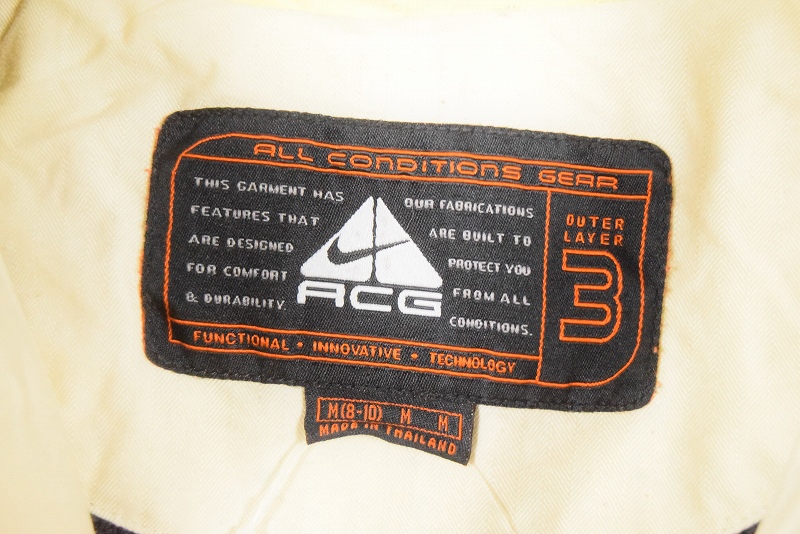 ALL CONDITIONS GEAR
THIS GARMENT HAS
FEATURES THAT
ARE DESIGNED
FOR COMFORT
& DURABILITY.
ACG
OUR FABRICATIONS
ARE BUILT TO
PROTECT YOU
FROM ALL
CONDITIONS.
OUTER
LAYER
3
FUNCTIONAL • INNOVATIVE • TECHNOLOGY
M(8-10) M M
MADE IN THAILAND